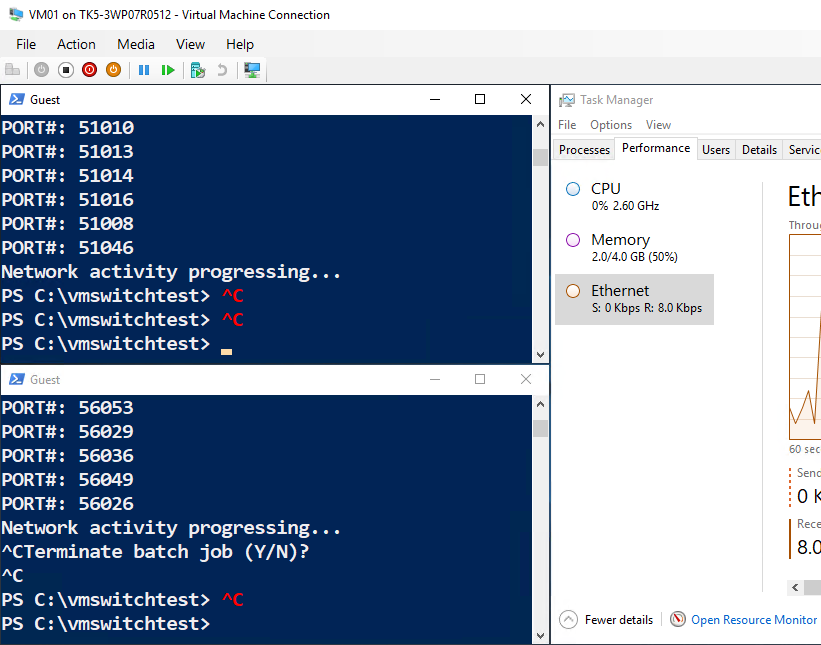 VM01 on TK5-3WP07R0512 - Virtual Machine Connection
File Action Media View Help
Guest
PORT#: 51010
PORT#: 51013
PORT#: 51014
PORT#: 51016
PORT#: 51008
PORT#: 51046
Network activity progressing...
PS C:\vmswitchtest> ^C
PS C:\vmswitchtest> ^C
PS C:\vmswitchtest>
Guest
PORT#: 56053
PORT#: 56029
PORT#: 56036
PORT#: 56049
PORT#: 56026
Network activity progressing...
^CTerminate batch job (Y/N)?
^C
PS C:\vmswitchtest> ^C
PS C:\vmswitchtest>
Task Manager
File Options View
Processes Performance Users Details Servic
CPU
0% 2.60 GHz
Memory
2.0/4.0 GB (50%)
Ethernet
S: 0 Kbps R: 8.0 Kbps
Eth
Throu
60 sec
Send
0 K
Rece
8.0
Fewer details
Open Resource Monitor